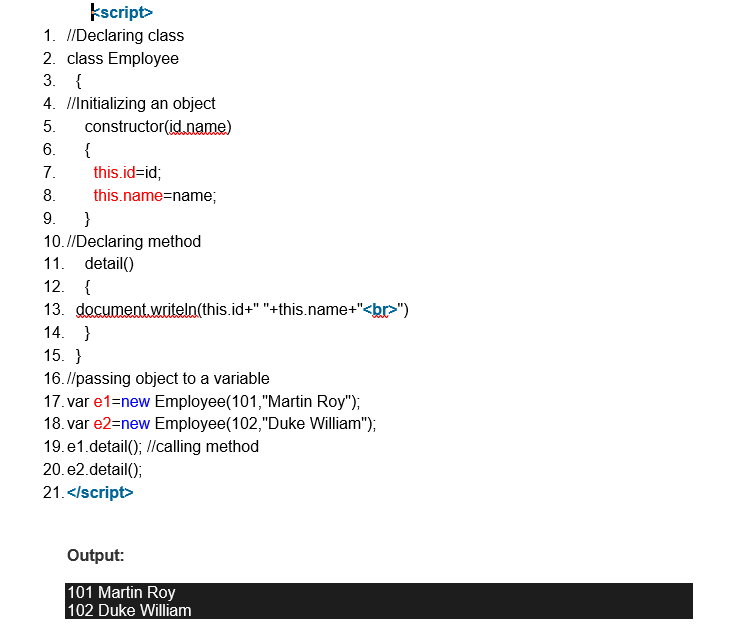 <script>
1. //Declaring class
2. class Employee
3. {
4. //Initializing an object
5. constructor(id,name)
6. {
7. this.id=id;
8. this.name=name;
9. }
10. //Declaring method
11. detail()
12. {
13. document.writeln(this.id+" "+this.name+"<br>")
14. }
15. }
16. //passing object to a variable
17. var e1=new Employee(101,"Martin Roy");
18. var e2=new Employee(102,"Duke William");
19. e1.detail(); //calling method
20. e2.detail();
21. </script>
Output:
101 Martin Roy
102 Duke William